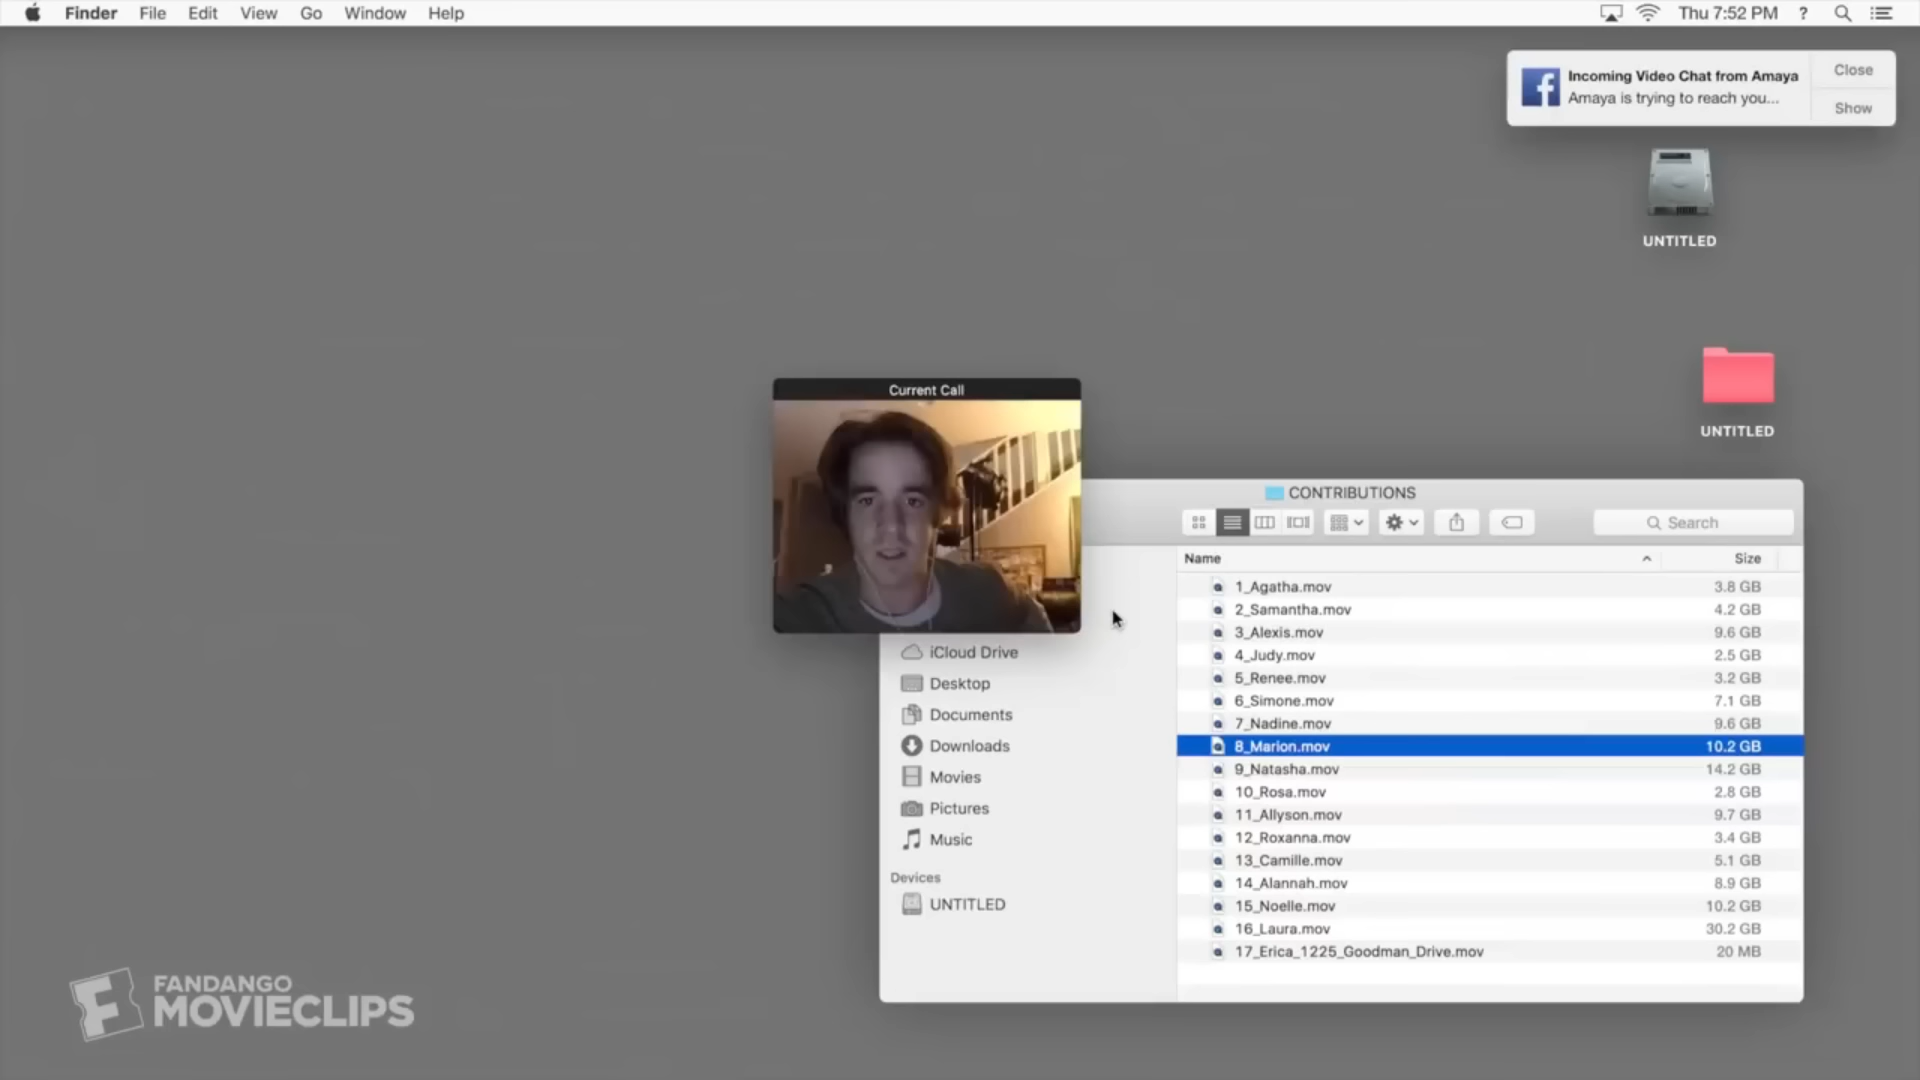 Finder File Edit View Go Window Help
Thu 7:52 PM ?
Incoming Video Chat from Amaya
Amaya is trying to reach you...
Close
Show
UNTITLED
UNTITLED
Current Call
CONTRIBUTIONS
Search
Name Size
1_Agatha.mov 3.8 GB
2_Samantha.mov 4.2 GB
3_Alexis.mov 9.6 GB
4_Judy.mov 2.5 GB
5_Renee.mov 3.2 GB
6_Simone.mov 7.1 GB
7_Nadine.mov 9.6 GB
8_Marion.mov 10.2 GB
9_Natasha.mov 14.2 GB
10_Rosa.mov 2.8 GB
11_Allyson.mov 9.7 GB
12_Roxanna.mov 3.4 GB
13_Camille.mov 5.1 GB
14_Alannah.mov 8.9 GB
15_Noelle.mov 10.2 GB
16_Laura.mov 30.2 GB
17_Erica_1225_Goodman_Drive.mov 20 MB
iCloud Drive
Desktop
Documents
Downloads
Movies
Pictures
Music
Devices
UNTITLED
FANDANGO
MOVIECLIPS